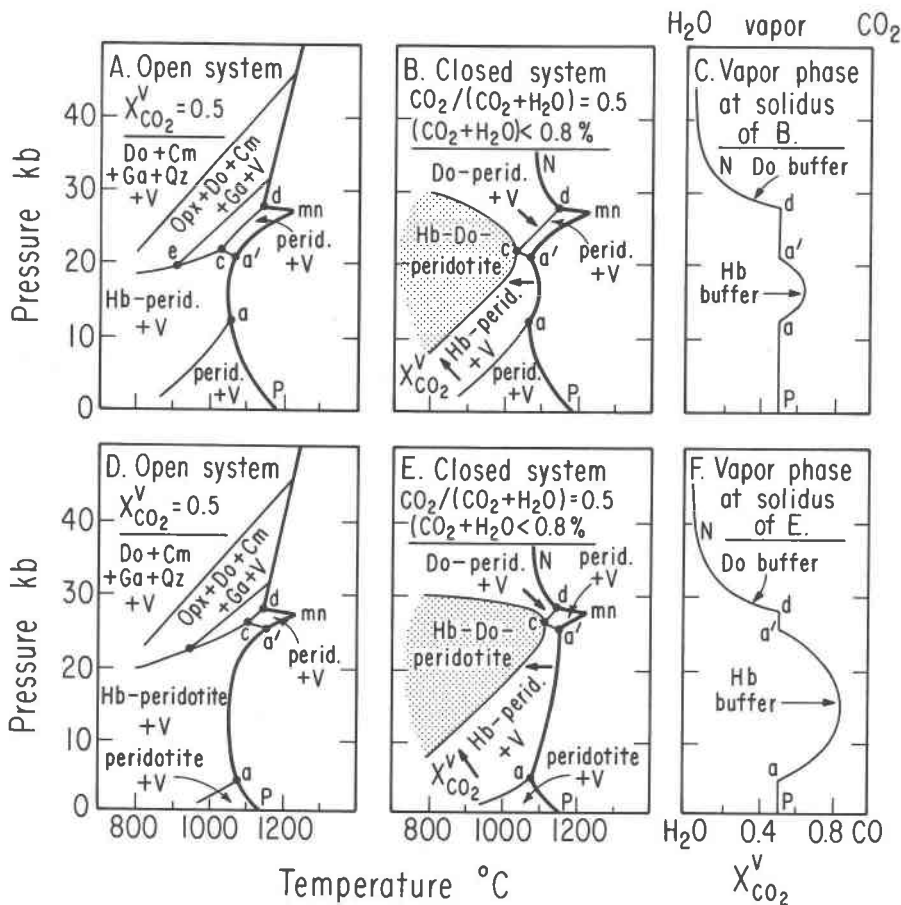 H₂O vapor CO₂
A. Open system
X^V_CO₂ = 0.5
Do+Cm
+Ga+Qz
+V
Opx+Do+Cm
+Ga+V
d
mn
e
c
a'
perid.
+V
Hb-perid.
+V
a
perid.
+V
P
40
30
20
10
0
Pressure kb
B. Closed system
CO₂/(CO₂+H₂O) = 0.5
(CO₂+H₂O) < 0.8 %
Do-perid.
+V
N
d
mn
Hb-Do-
peridotite
c
a'
perid.
+V
Hb-perid.
+V
X^V_CO₂
a
perid.
+V
P
C. Vapor phase
at solidus
of B.
N
Do buffer
d
a'
Hb
buffer
a
P
D. Open system
X^V_CO₂ = 0.5
Do+Cm
+Ga+Qz
+V
Opx+Do+Cm
+Ga+V
d
mn
c
a'
perid.
+V
Hb-peridotite
+V
peridotite
+V
a
P
40
30
20
10
0
Pressure kb
800
1000
1200
E. Closed system
CO₂/(CO₂+H₂O)=0.5
(CO₂+H₂O<0.8 %
Do-perid.
+V
N
perid.
+V
d
mn
c
a'
Hb-Do-
peridotite
Hb-perid.
+V
X^V_CO₂
a
peridotite
+V
P
800
1000
1200
F. Vapor phase
at solidus
of E.
N
Do buffer
d
a'
Hb
buffer
a
P
H₂O 0.4 0.8 CO
X^V_CO₂
Temperature °C